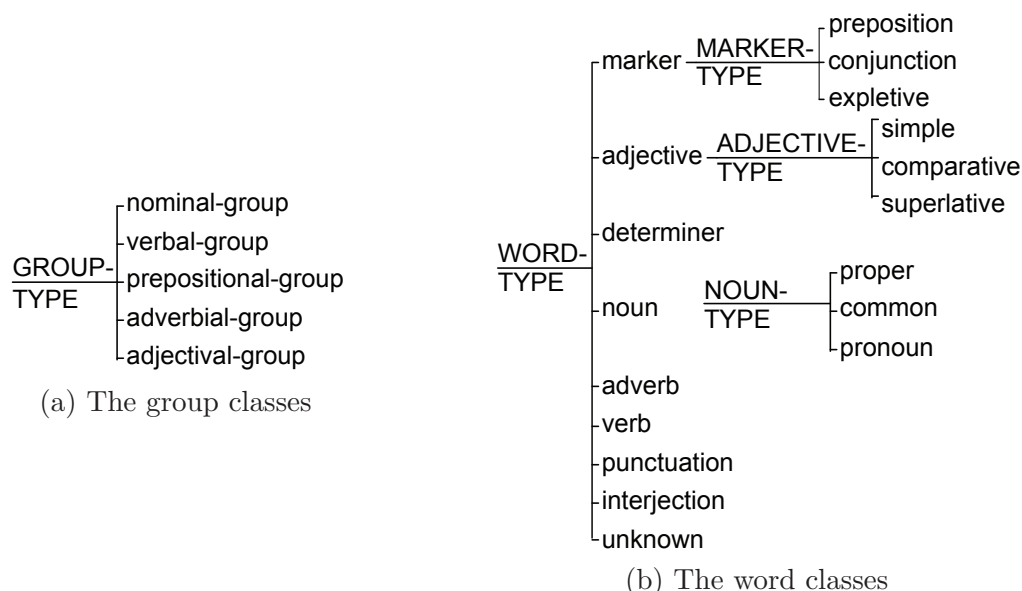 nominal-group
verbal-group
GROUP-
TYPE
prepositional-group
adverbial-group
adjectival-group
(a) The group classes
WORD-
TYPE
marker
MARKER-
TYPE
preposition
conjunction
expletive
adjective
ADJECTIVE-
TYPE
simple
comparative
superlative
determiner
noun
NOUN-
TYPE
proper
common
pronoun
adverb
verb
punctuation
interjection
unknown
(b) The word classes